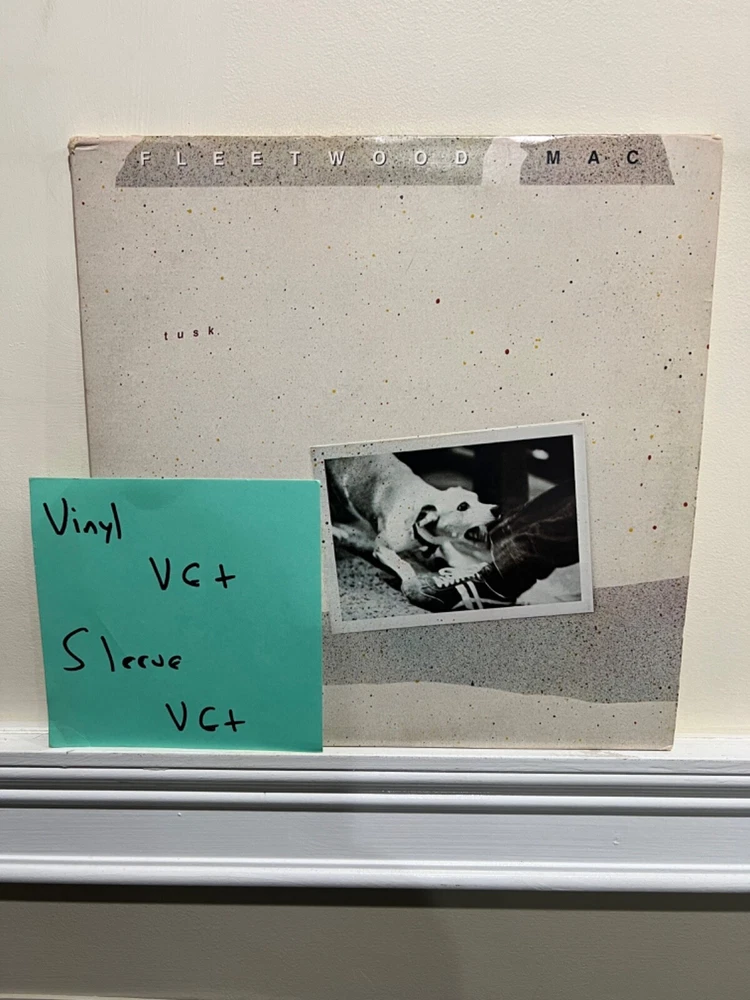 FLEETWOOD MAC
tusk.
Vinyl
VG+
Sleeve
VG+